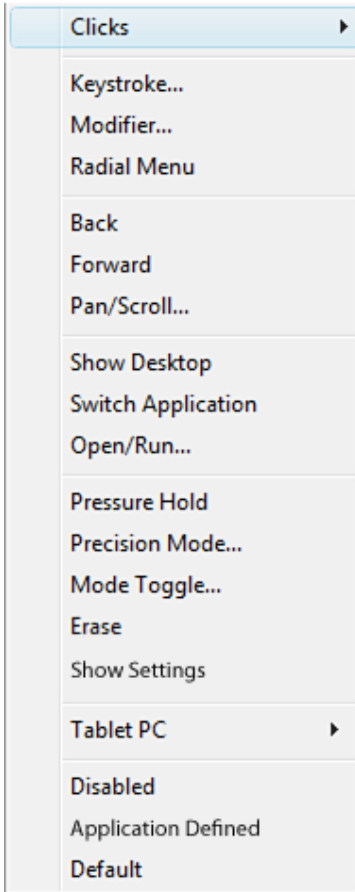 Clicks
Keystroke...
Modifier...
Radial Menu
Back
Forward
Pan/Scroll...
Show Desktop
Switch Application
Open/Run...
Pressure Hold
Precision Mode...
Mode Toggle...
Erase
Show Settings
Tablet PC
Disabled
Application Defined
Default